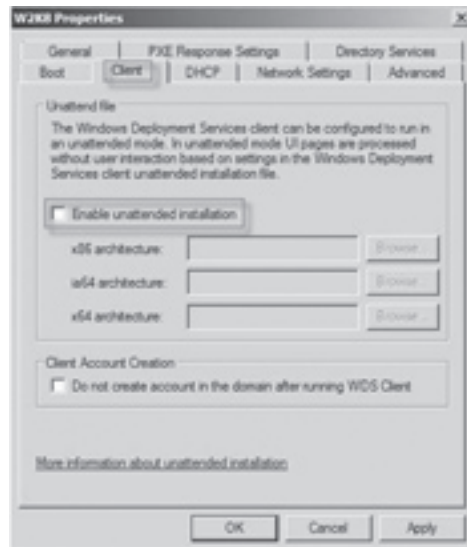 W2K8 Properties
General
PXE Response Settings
Directory Services
Boot
Client
DHCP
Network Settings
Advanced
Unattend file
The Windows Deployment Services client can be configured to run in
an unattended mode. In unattended mode UI pages are processed
without user interaction based on settings in the Windows Deployment
Services client unattended installation file.
Enable unattended installation
x86 architecture:
Browse...
ia64 architecture:
Browse...
x64 architecture:
Browse...
Client Account Creation
Do not create account in the domain after running WDS Client
More information about unattended installation
OK
Cancel
Apply